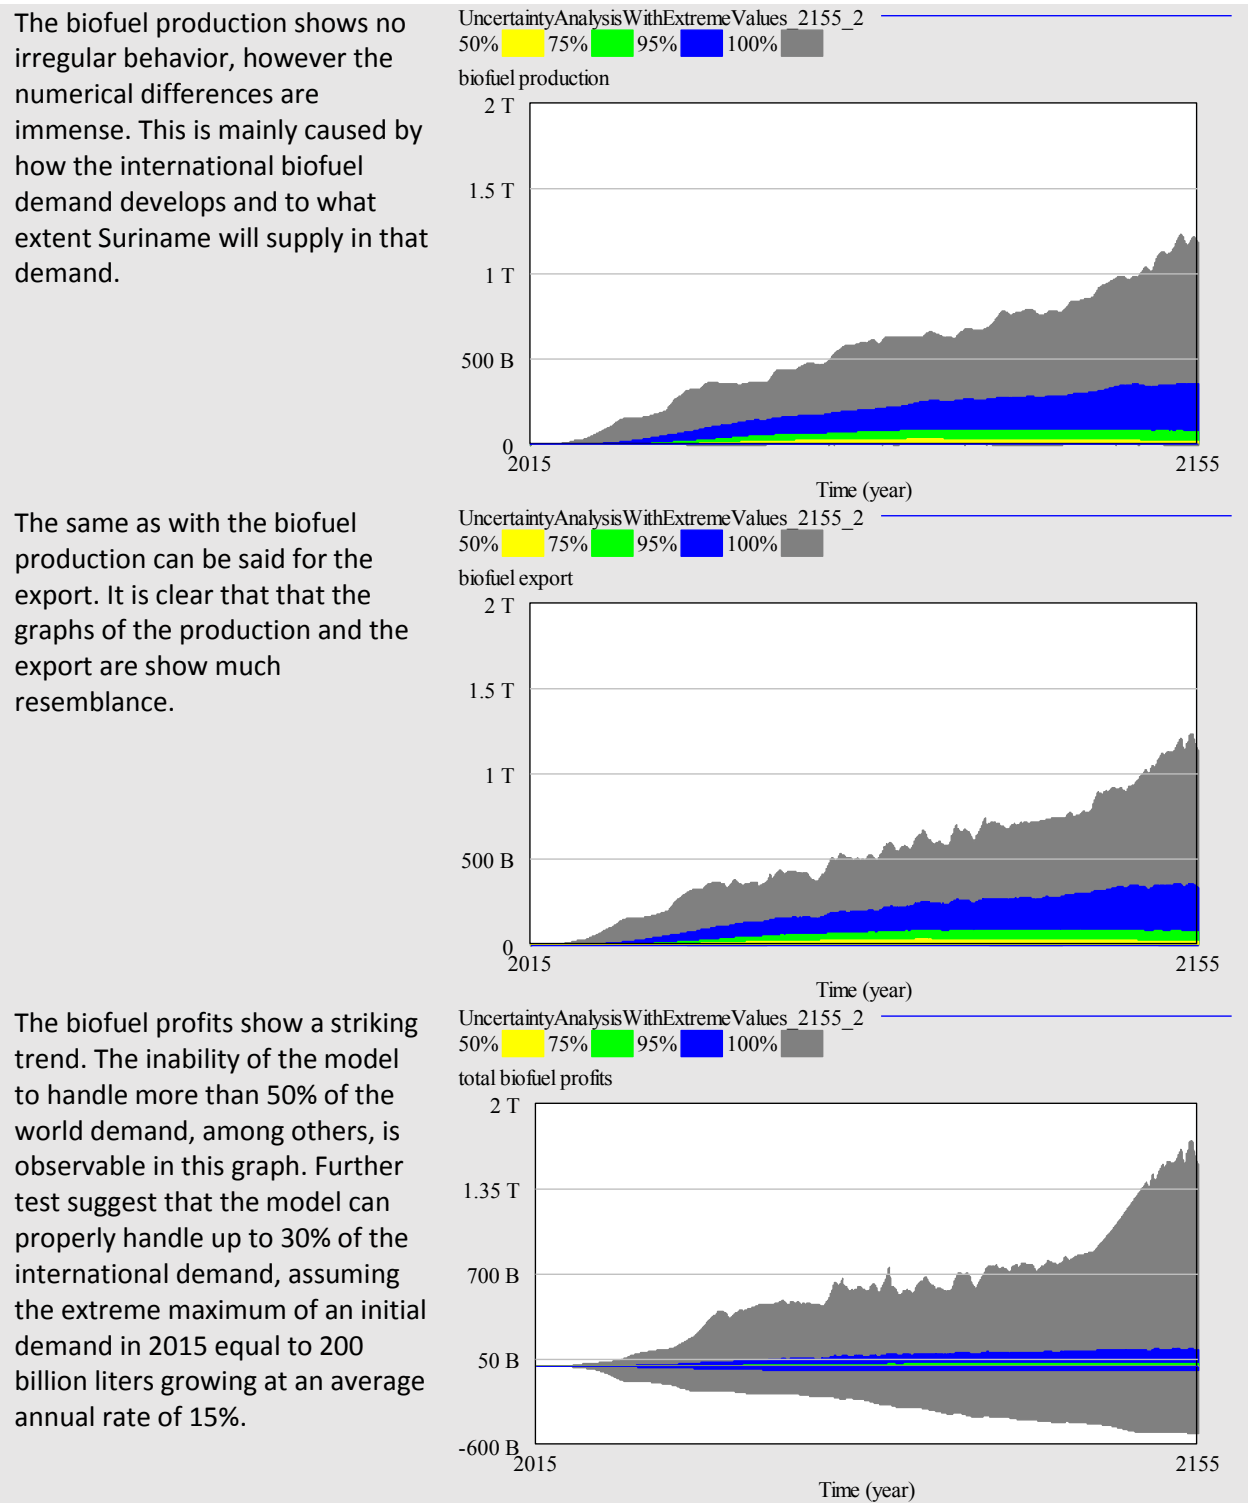 The biofuel production shows no
irregular behavior, however the
numerical differences are
immense. This is mainly caused by
how the international biofuel
demand develops and to what
extent Suriname will supply in that
demand.
UncertaintyAnalysisWithExtremeValues_2155_2
50% 75% 95% 100%
biofuel production
2 T
1.5 T
1 T
500 B
0
2015 2155
Time (year)
The same as with the biofuel
production can be said for the
export. It is clear that that the
graphs of the production and the
export are show much
resemblance.
UncertaintyAnalysisWithExtremeValues_2155_2
50% 75% 95% 100%
biofuel export
2 T
1.5 T
1 T
500 B
0
2015 2155
Time (year)
The biofuel profits show a striking
trend. The inability of the model
to handle more than 50% of the
world demand, among others, is
observable in this graph. Further
test suggest that the model can
properly handle up to 30% of the
international demand, assuming
the extreme maximum of an initial
demand in 2015 equal to 200
billion liters growing at an average
annual rate of 15%.
UncertaintyAnalysisWithExtremeValues_2155_2
50% 75% 95% 100%
total biofuel profits
2 T
1.35 T
700 B
50 B
-600 B
2015 2155
Time (year)